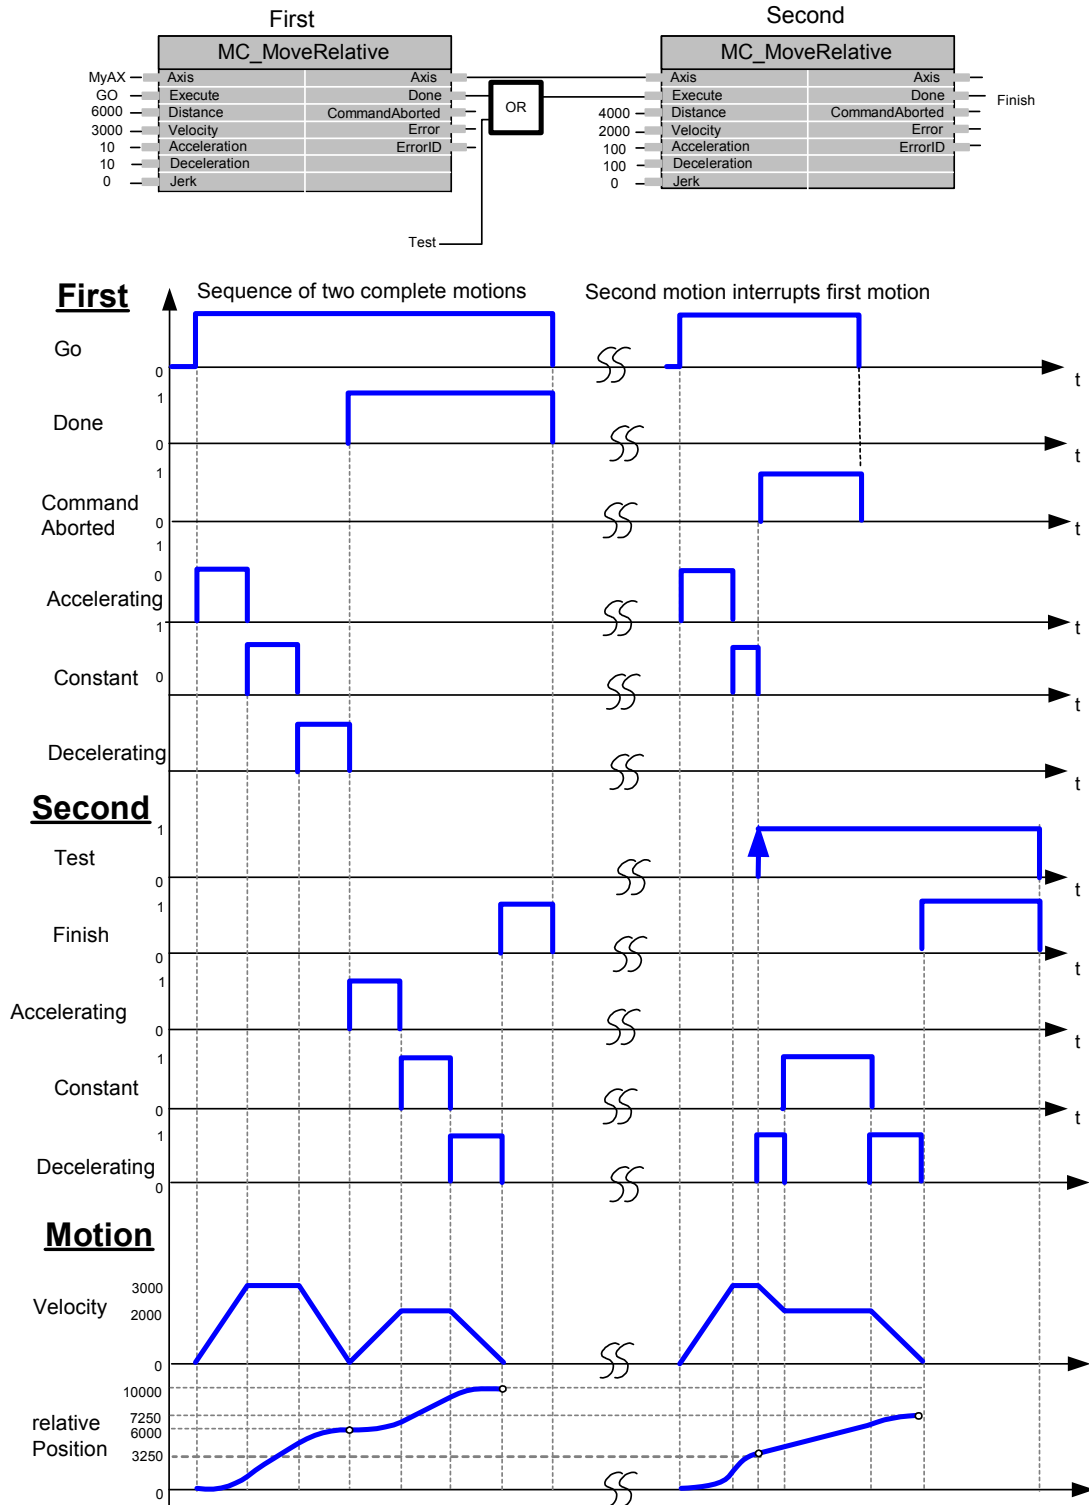 First Second
MC_MoveRelative MC_MoveRelative
MyAX Axis Axis Axis Axis
GO Execute Done OR Execute Done Finish
6000 Distance CommandAborted 4000 Distance CommandAborted
3000 Velocity Error 2000 Velocity Error
10 Acceleration ErrorID 100 Acceleration ErrorID
10 Deceleration 100 Deceleration
0 Jerk 0 Jerk
Test
First Sequence of two complete motions Second motion interrupts first motion
Go
0 t
1
Done
0 t
1
Command
Aborted 0 t
1
0
Accelerating
1 t
Constant 0
t
Decelerating
t
Second
1
Test
0 t
1
Finish
0 t
1
Accelerating
0 t
1
Constant
0 t
1
Decelerating
0
Motion
3000
Velocity
2000
0
10000
relative 7250
Position 6000
3250
0